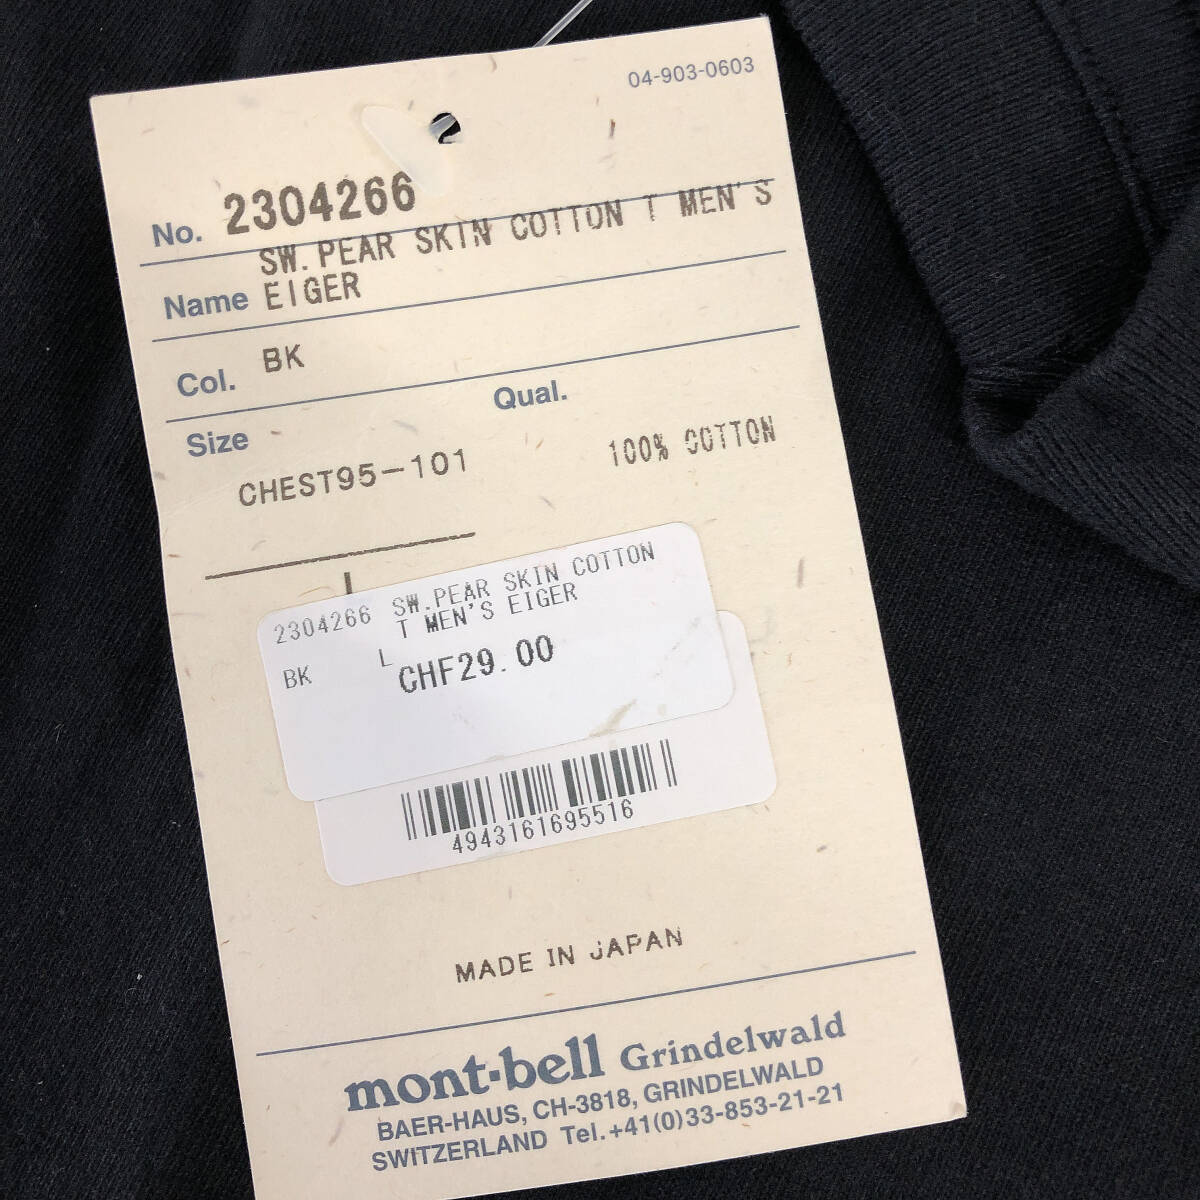 04-903-0603
No. 2304266
SW.PEAR SKIN COTTON T MEN'S
Name EIGER
Col. BK
Size
Qual.
CHEST95-101
100% COTTON
2304266 SW.PEAR SKIN COTTON
T MEN'S EIGER
BK L CHF29.00
4943161695516
MADE IN JAPAN
mont-bell Grindelwald
BAER-HAUS, CH-3818, GRINDELWALD
SWITZERLAND Tel.+41(0)33-853-21-21